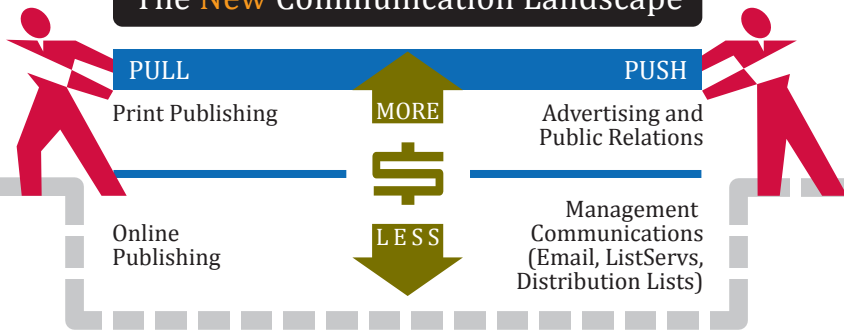 The New Communication Landscape
PULL
PUSH
Print Publishing
MORE
Advertising and
Public Relations
$
Online
Publishing
LESS
Management
Communications
(Email, ListServs,
Distribution Lists)